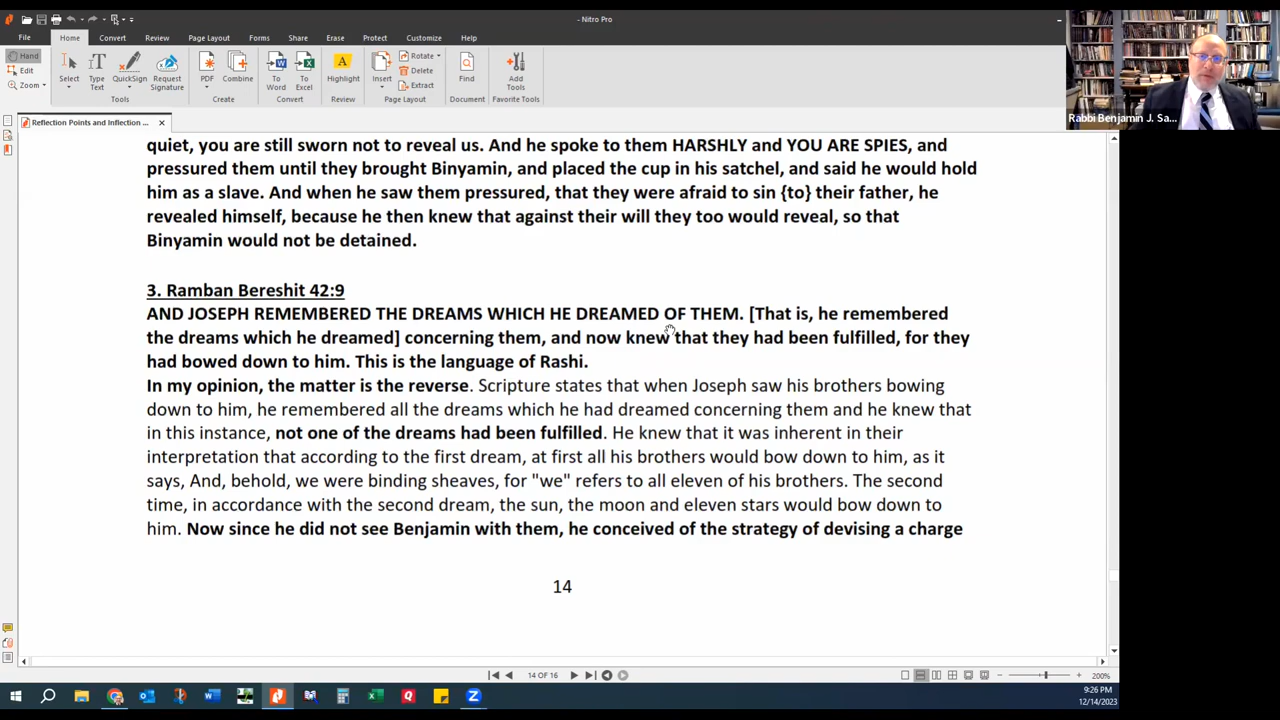 - Nitro Pro
File Home Convert Review Page Layout Forms Share Erase Protect Customize Help
Hand
Edit
Zoom
Select
Type Text
QuickSign
Request Signature
Tools
PDF
Combine
Create
To Word
To Excel
Convert
Highlight
Review
Insert
Rotate
Delete
Extract
Page Layout
Find
Document
Add Tools
Favorite Tools
Rabbi Benjamin J. Sa...
Reflection Points and Inflection ...
quiet, you are still sworn not to reveal us. And he spoke to them HARSHLY and YOU ARE SPIES, and
pressured them until they brought Binyamin, and placed the cup in his satchel, and said he would hold
him as a slave. And when he saw them pressured, that they were afraid to sin {to} their father, he
revealed himself, because he then knew that against their will they too would reveal, so that
Binyamin would not be detained.
3. Ramban Bereshit 42:9
AND JOSEPH REMEMBERED THE DREAMS WHICH HE DREAMED OF THEM. [That is, he remembered
the dreams which he dreamed] concerning them, and now knew that they had been fulfilled, for they
had bowed down to him. This is the language of Rashi.
In my opinion, the matter is the reverse. Scripture states that when Joseph saw his brothers bowing
down to him, he remembered all the dreams which he had dreamed concerning them and he knew that
in this instance, not one of the dreams had been fulfilled. He knew that it was inherent in their
interpretation that according to the first dream, at first all his brothers would bow down to him, as it
says, And, behold, we were binding sheaves, for "we" refers to all eleven of his brothers. The second
time, in accordance with the second dream, the sun, the moon and eleven stars would bow down to
him. Now since he did not see Benjamin with them, he conceived of the strategy of devising a charge
14
14 OF 16
200%
9:26 PM
12/14/2023